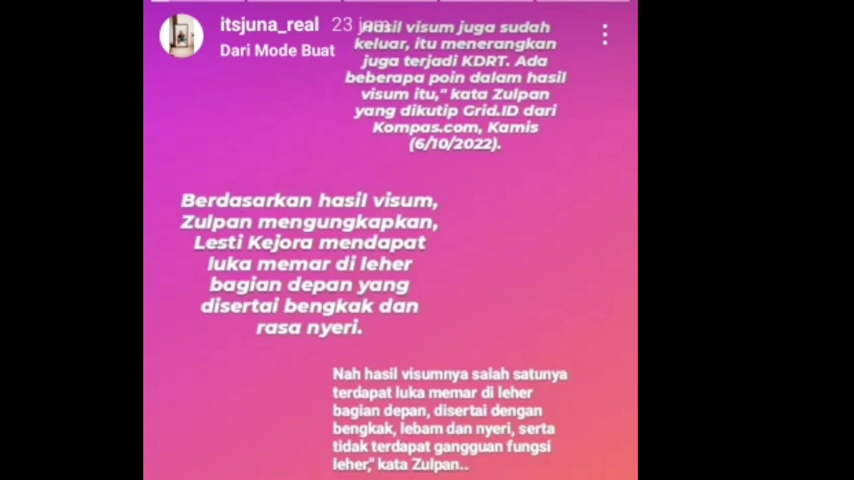 itsjuna_real 23 jam
Dari Mode Buat
Hasil visum juga sudah
keluar, itu menerangkan
juga terjadi KDRT. Ada
beberapa poin dalam hasil
visum itu," kata Zulpan
yang dikutip Grid.ID dari
Kompas.com, Kamis
(6/10/2022).
Berdasarkan hasil visum,
Zulpan mengungkapkan,
Lesti Kejora mendapat
luka memar di leher
bagian depan yang
disertai bengkak dan
rasa nyeri.
Nah hasil visumnya salah satunya
terdapat luka memar di leher
bagian depan, disertai dengan
bengkak, lebam dan nyeri, serta
tidak terdapat gangguan fungsi
leher," kata Zulpan..